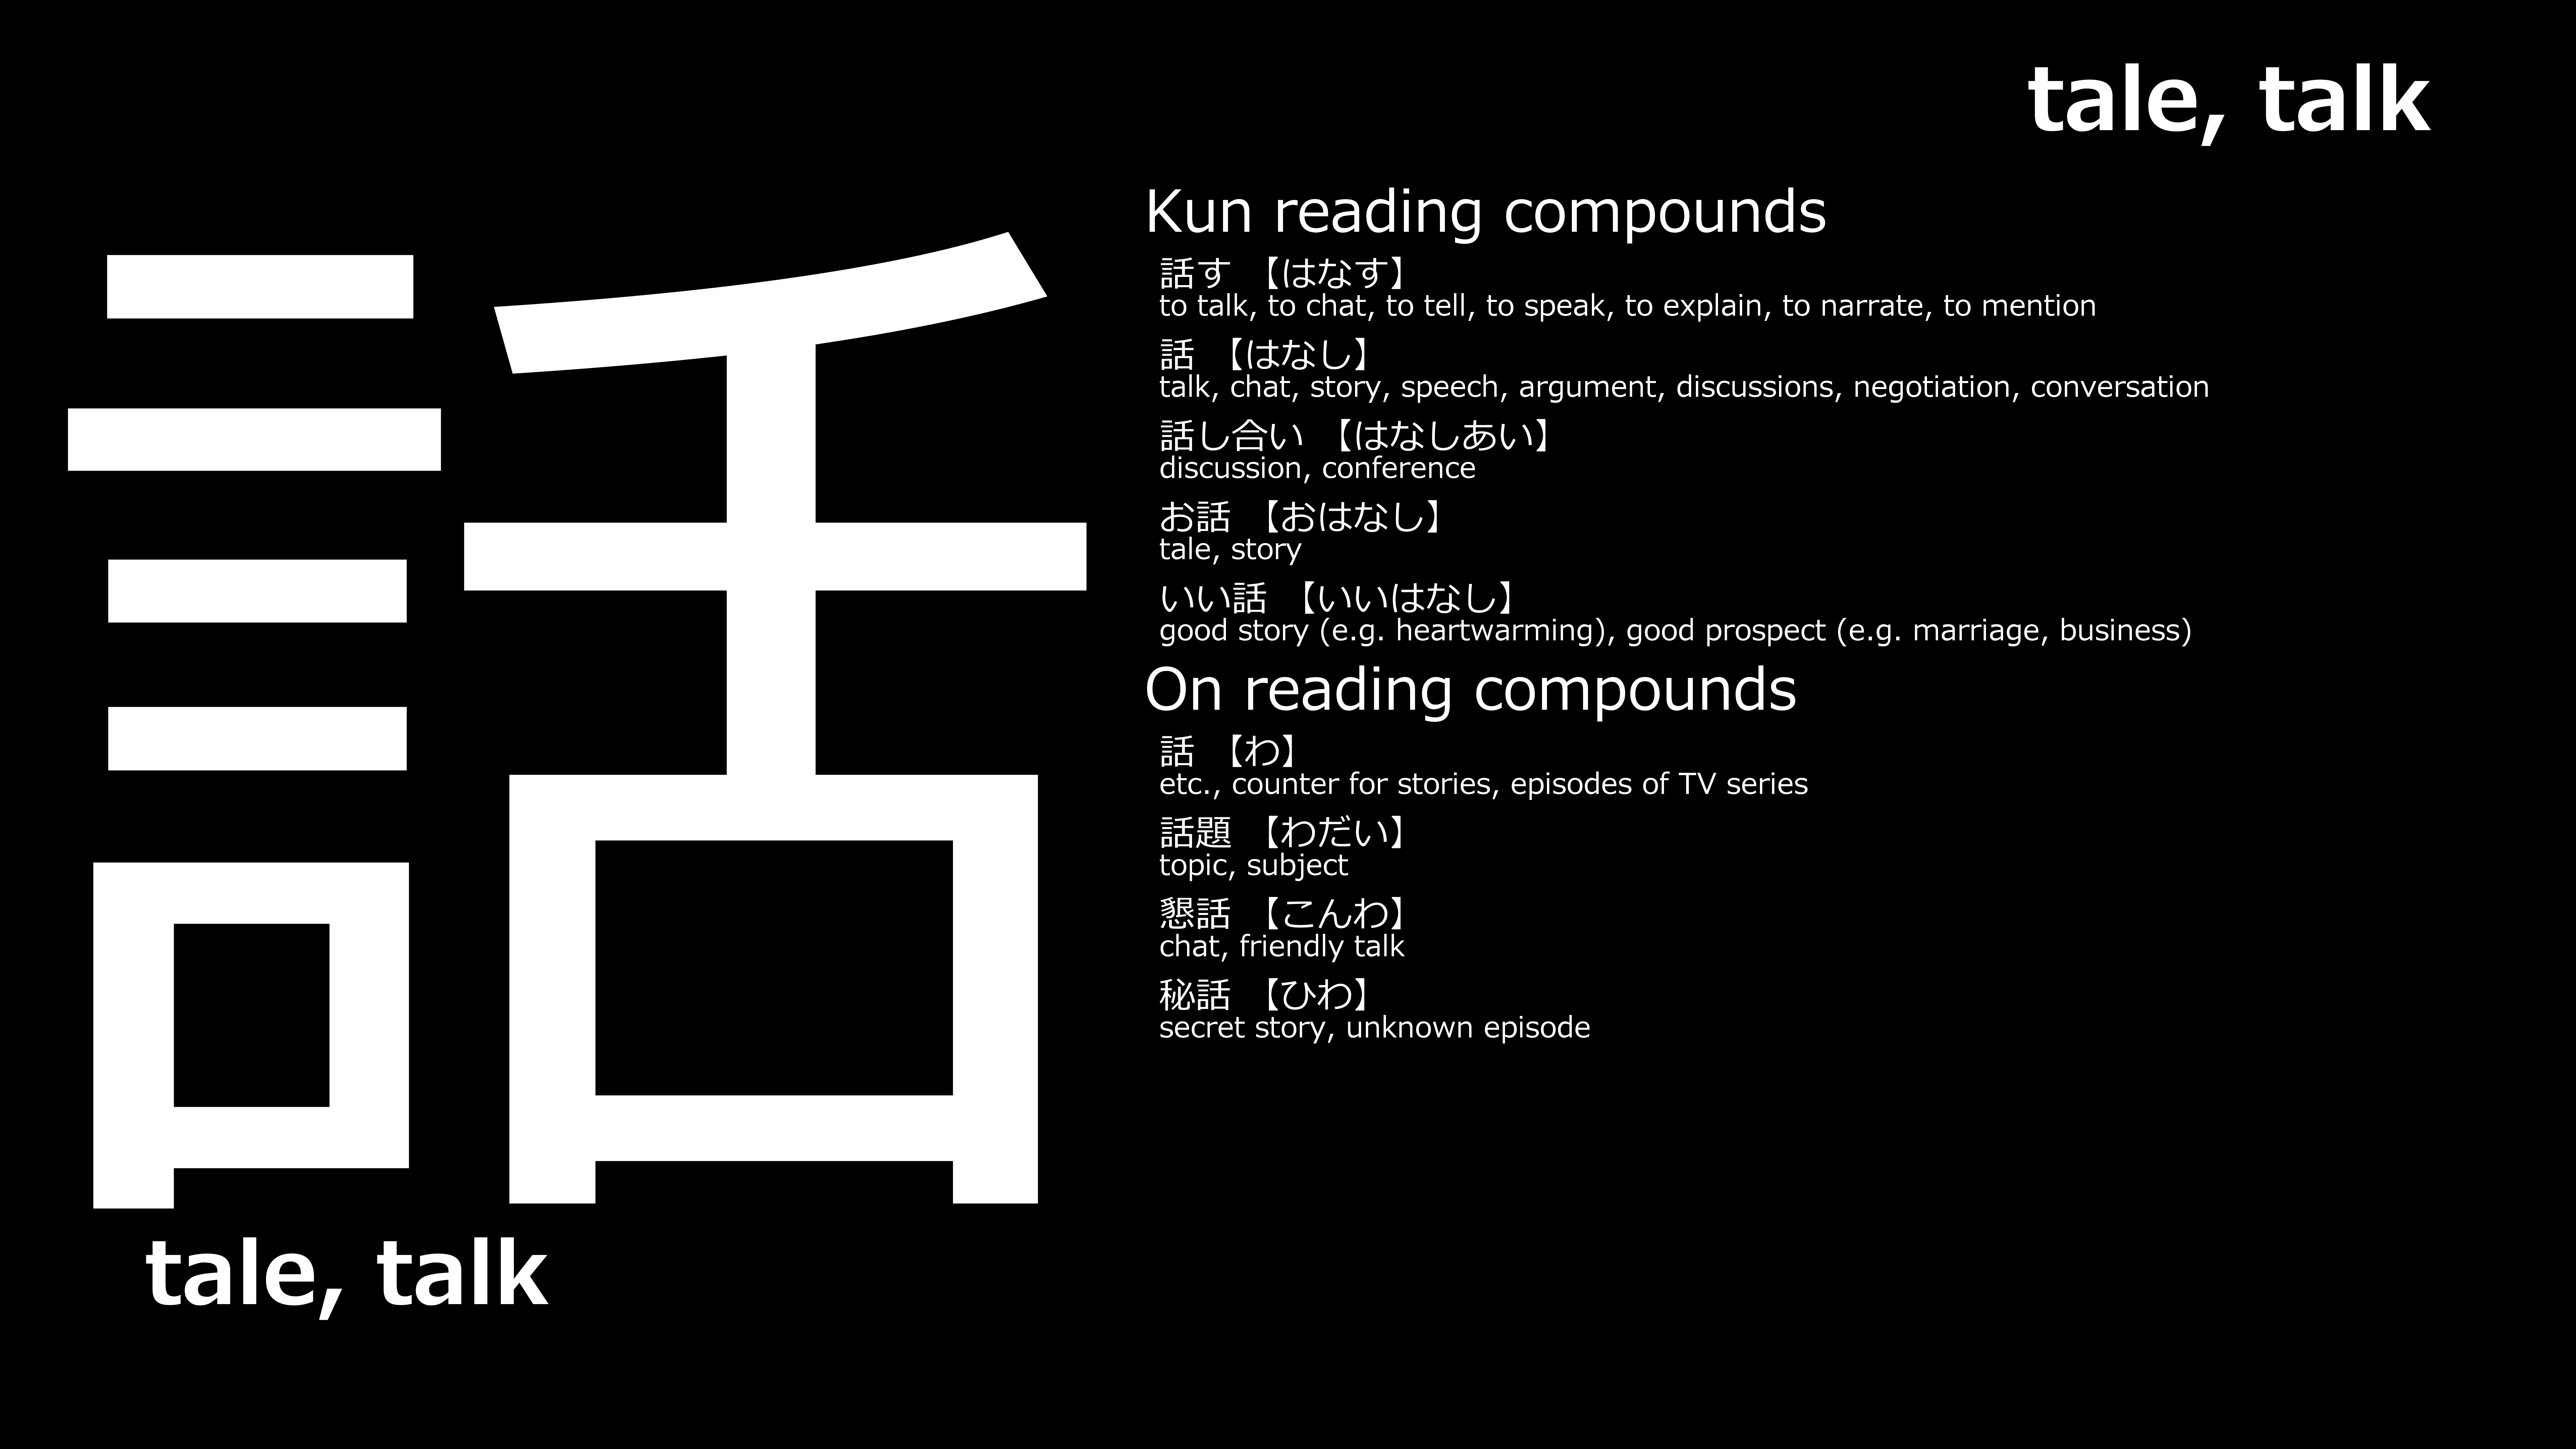 tale, talk
話
tale, talk
Kun reading compounds
話す 【はなす】
to talk, to chat, to tell, to speak, to explain, to narrate, to mention
話 【はなし】
talk, chat, story, speech, argument, discussions, negotiation, conversation
話し合い 【はなしあい】
discussion, conference
お話 【おはなし】
tale, story
いい話 【いいはなし】
good story (e.g. heartwarming), good prospect (e.g. marriage, business)
On reading compounds
話 【わ】
etc., counter for stories, episodes of TV series
話題 【わだい】
topic, subject
懇話 【こんわ】
chat, friendly talk
秘話 【ひわ】
secret story, unknown episode